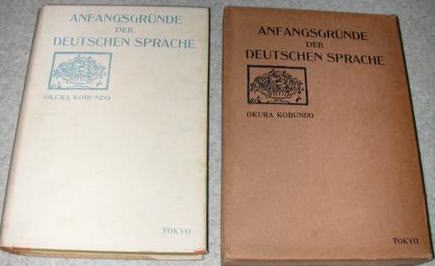 ANFANGSGRÜNDE
DER
DEUTSCHEN SPRACHE
OKURA KOBUNDO
TOKYO
ANFANGSGRÜNDE
DER
DEUTSCHEN SPRACHE
OKURA KOBUNDO
TOKYO